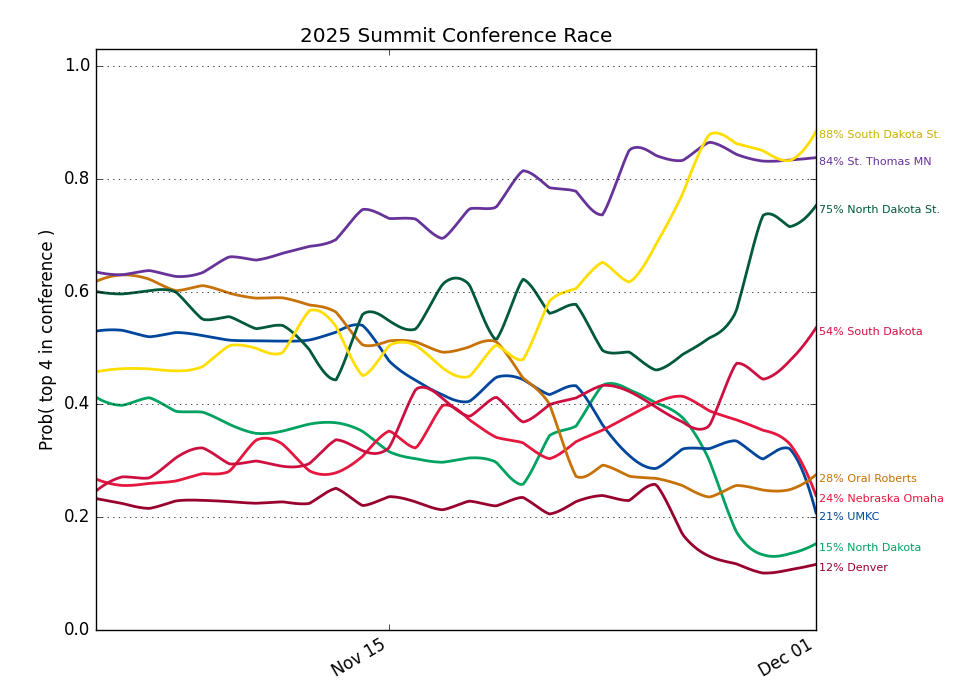 2025 Summit Conference Race
1.0
0.8
0.6
0.4
0.2
0.0
Prob( top 4 in conference )
Nov 15
Dec 01
88% South Dakota St.
84% St. Thomas MN
75% North Dakota St.
54% South Dakota
28% Oral Roberts
24% Nebraska Omaha
21% UMKC
15% North Dakota
12% Denver